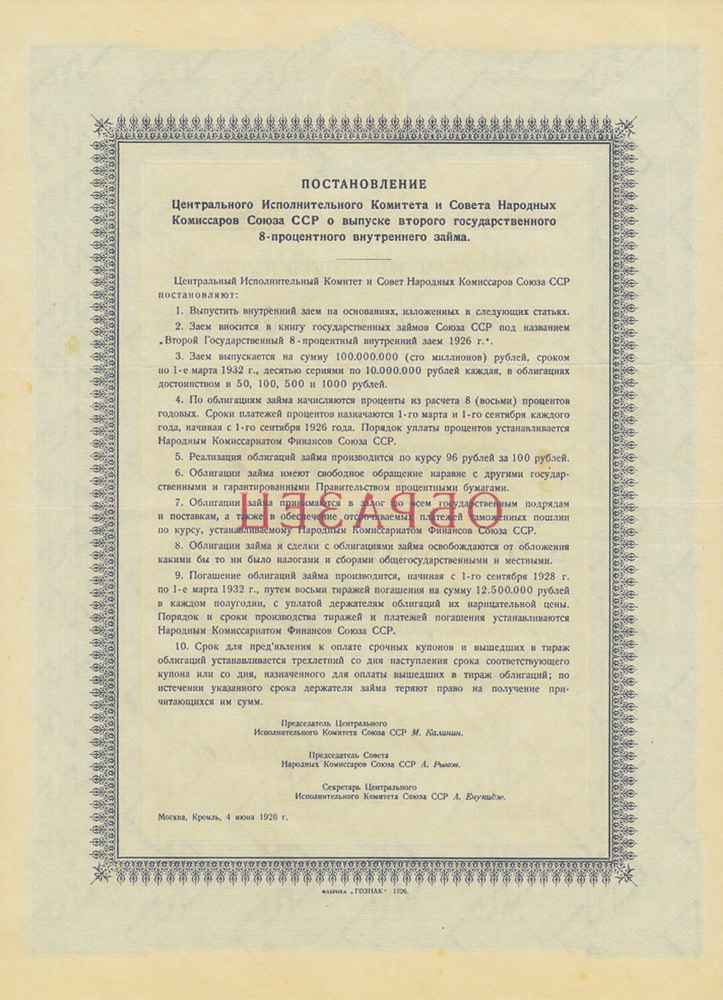 ПОСТАНОВЛЕНИЕ
Центрального Исполнительного Комитета и Совета Народных
Комиссаров Союза ССР о выпуске второго государственного
8-процентного внутреннего займа.
Центральный Исполнительный Комитет и Совет Народных Комиссаров Союза ССР
постановляют:
1. Выпустить внутренний заем на основаниях, изложенных в следующих статьях.
2. Заем вносится в книгу государственных займов Союза ССР под названием
„Второй Государственный 8-процентный внутренний заем 1926 г.“.
3. Заем выпускается на сумму 100.000.000 (сто миллионов) рублей, сроком
по 1-е марта 1932 г., десятью сериями по 10.000.000 рублей каждая, в облигациях
достоинством в 50, 100, 500 и 1000 рублей.
4. По облигациям займа начисляются проценты из расчета 8 (восьми) процентов
годовых. Сроки платежей процентов назначаются 1-го марта и 1-го сентября каждого
года, начиная с 1-го сентября 1926 года. Порядок уплаты процентов устанавливается
Народным Комиссариатом Финансов Союза ССР.
5. Реализация облигаций займа производится по курсу 96 рублей за 100 рублей.
6. Облигации займа имеют свободное обращение наравне с другими государ-
ственными и гарантированными Правительством процентными бумагами.
7. Облигации займа принимаются в залог по всем государственным подрядам
и поставкам, а также в обеспечение отсрочиваемых платежей таможенных пошлин
по курсу, устанавливаемому Народным Комиссариатом Финансов Союза ССР.
ОБРАЗЕЦ
8. Облигации займа и сделки с облигациями займа освобождаются от обложения
какими бы то ни было налогами и сборами общегосударственными и местными.
9. Погашение облигаций займа производится, начиная с 1-го сентября 1928 г.
по 1-е марта 1932 г., путем восьми тиражей погашения на сумму 12.500.000 рублей
в каждом полугодии, с уплатой держателям облигаций их нарицательной цены.
Порядок и сроки производства тиражей и платежей погашения устанавливаются
Народным Комиссариатом Финансов Союза ССР.
10. Срок для пред'явления к оплате срочных купонов и вышедших в тираж
облигаций устанавливается трехлетний со дня наступления срока соответствующего
купона или со дня, назначенного для оплаты вышедших в тираж облигаций; по
истечении указанного срока держатели займа теряют право на получение при-
читающихся им сумм.
Председатель Центрального
Исполнительного Комитета Союза ССР М. Калинин.
Председатель Совета
Народных Комиссаров Союза ССР А. Рыков.
Секретарь Центрального
Исполнительного Комитета Союза ССР А. Енукидзе.
Москва, Кремль, 4 июня 1926 г.
ФАБРИКА „ГОЗНАК“ 1926.